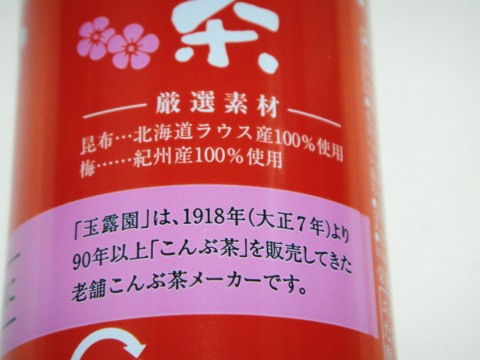 茶
厳選素材
昆布…北海道ラウス産100%使用
梅……紀州産100%使用
「玉露園」は、1918年(大正7年)より
90年以上「こんぶ茶」を販売してきた
老舗こんぶ茶メーカーです。